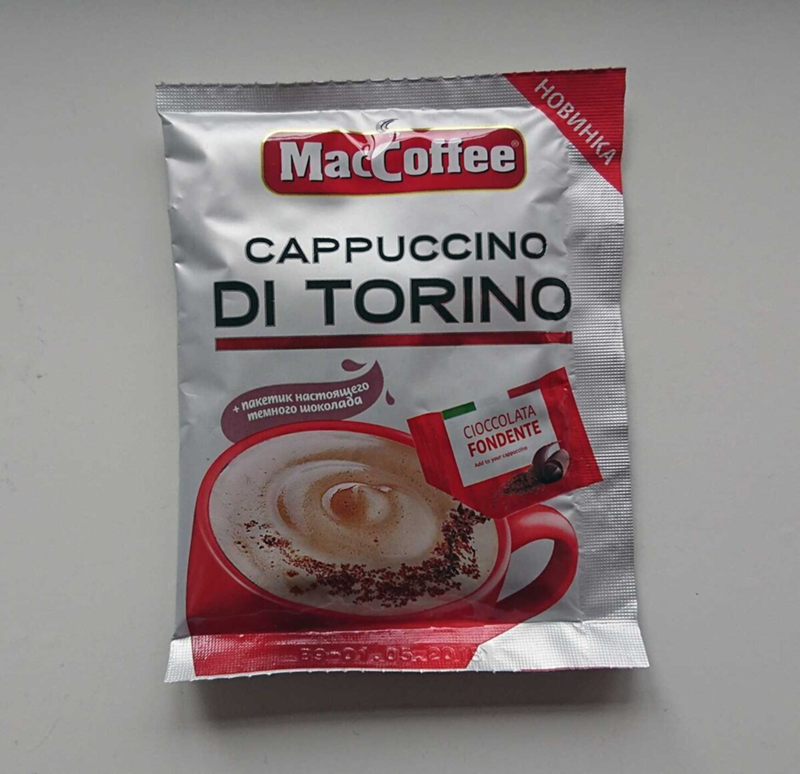 НОВИНКА
MacCoffee®
CAPPUCCINO
DI TORINO
+ пакетик настоящего
темного шоколада
CIOCCOLATA
FONDENTE
Add to your cappuccino